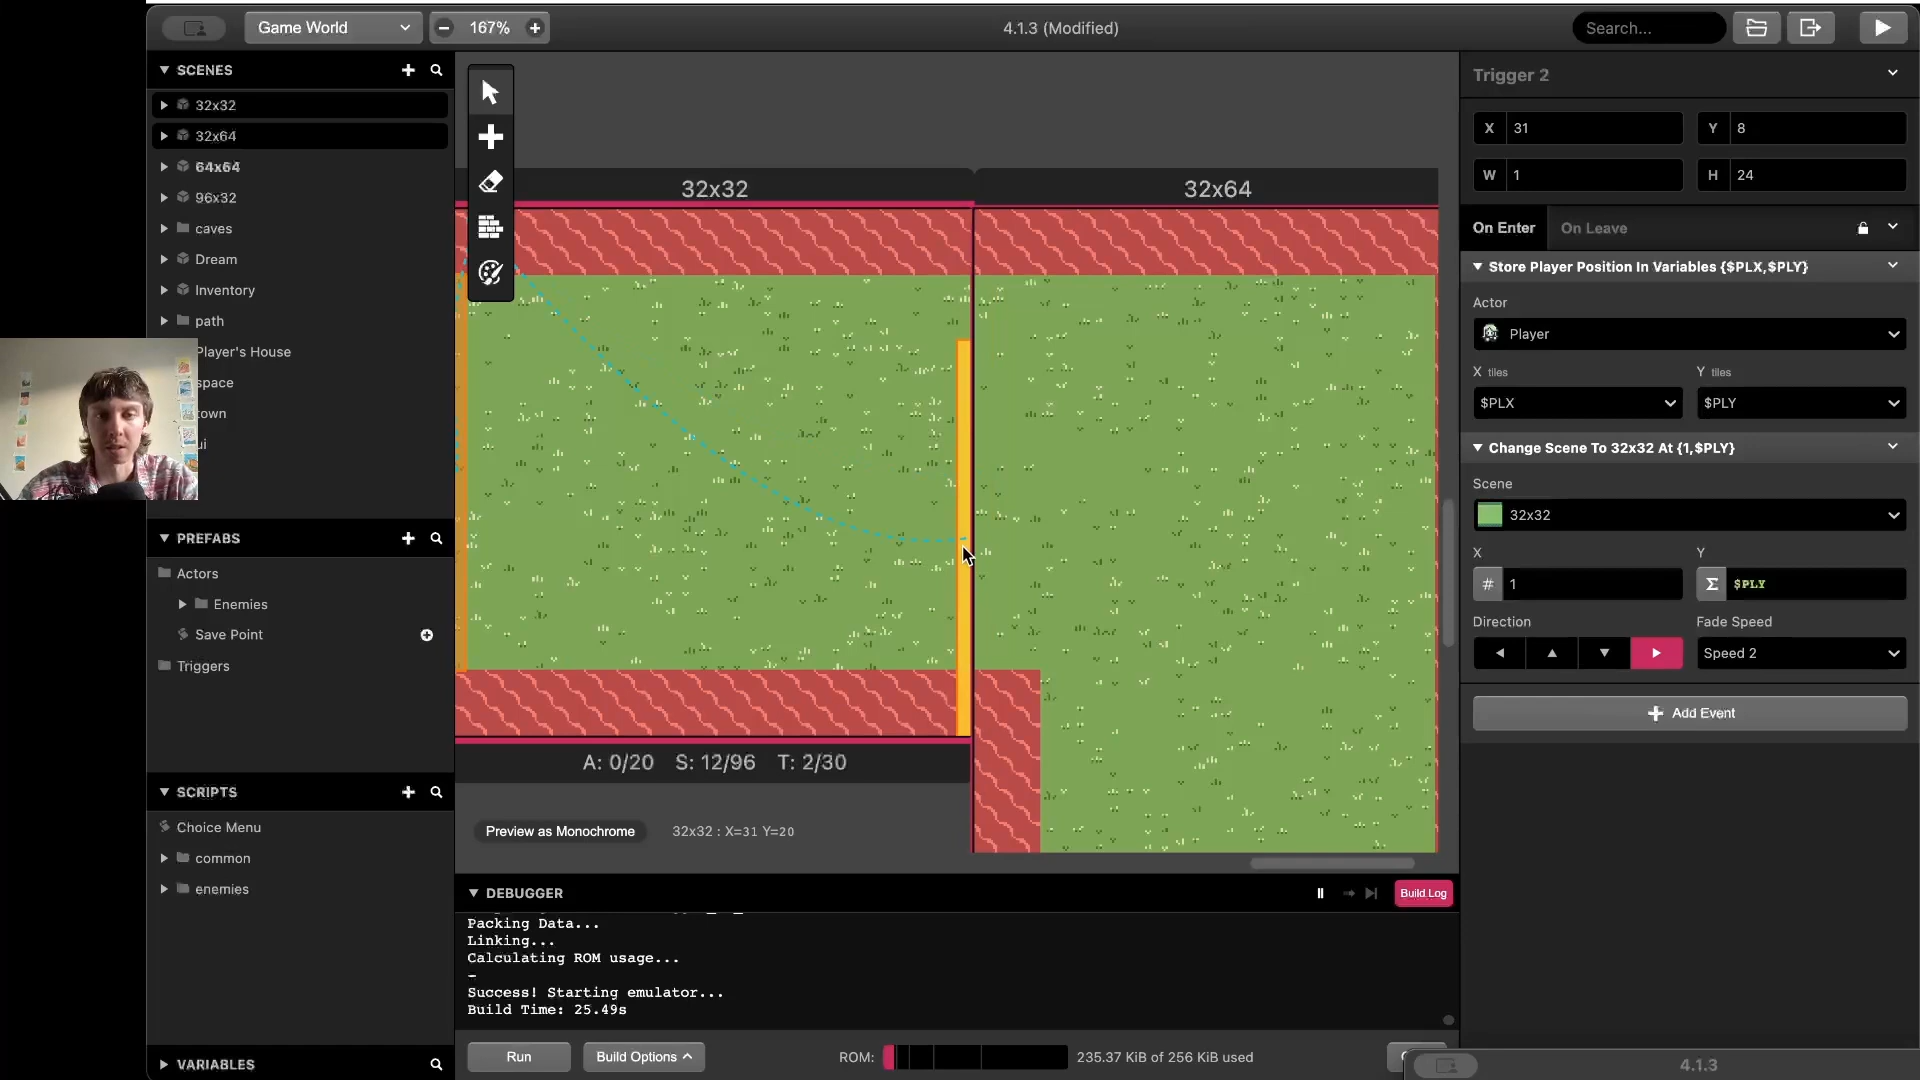 Game World
167%
4.1.3 (Modified)
Search...
SCENES
32x32
32x64
64x64
96x32
caves
Dream
Inventory
path
Player's House
space
town
ui
PREFABS
Actors
Enemies
Save Point
Triggers
SCRIPTS
Choice Menu
common
enemies
VARIABLES
32x32
32x64
A: 0/20 S: 12/96 T: 2/30
Preview as Monochrome
32x32 : X=31 Y=20
DEBUGGER
Build Log
Packing Data...
Linking...
Calculating ROM usage...
-
Success! Starting emulator...
Build Time: 25.49s
Run
Build Options
ROM:
235.37 KiB of 256 KiB used
Trigger 2
X 31
Y 8
W 1
H 24
On Enter
On Leave
Store Player Position In Variables {$PLX,$PLY}
Actor
Player
X tiles
Y tiles
$PLX
$PLY
Change Scene To 32x32 At {1,$PLY}
Scene
32x32
X
Y
# 1
Σ $PLY
Direction
Fade Speed
Speed 2
Add Event
4.1.3